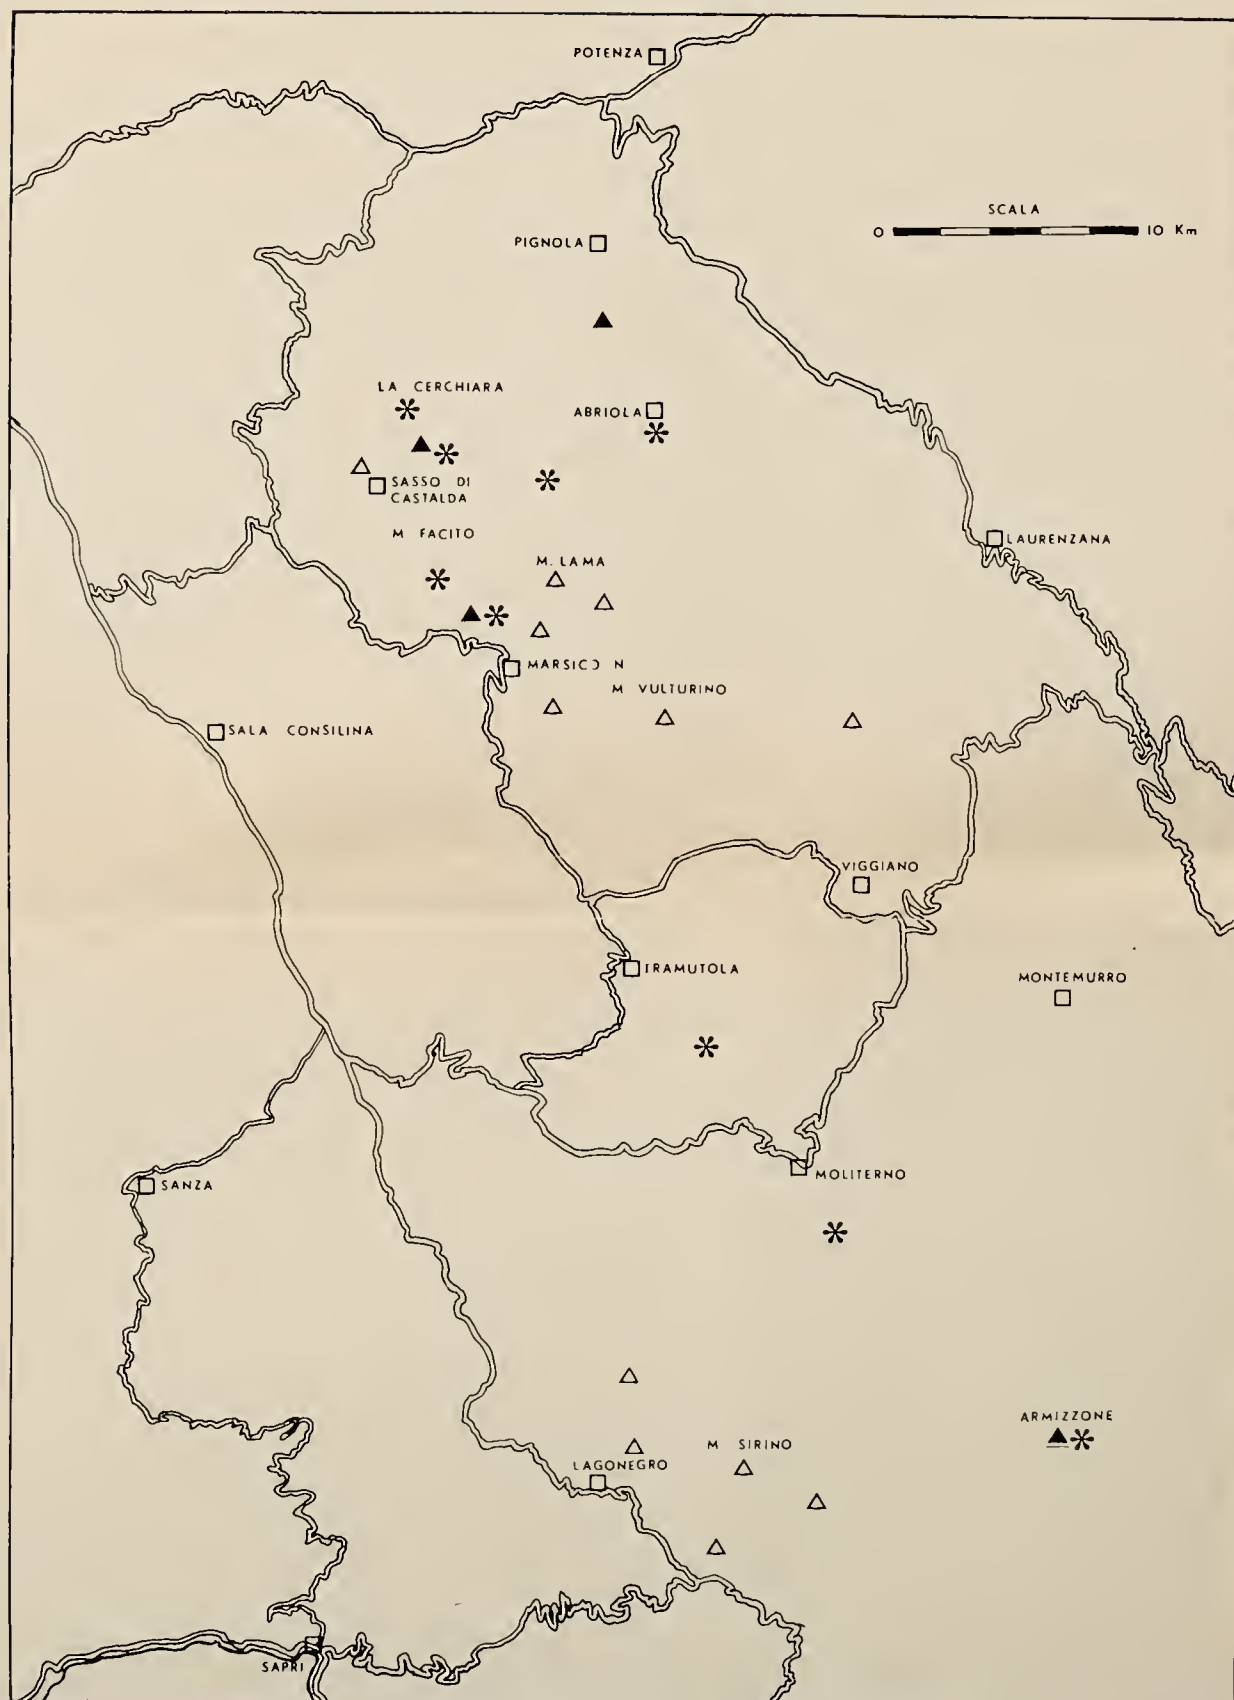 POTENZA
SCALA
0 10 Km
PIGNOLA
LA CERCHIARA
ABRIOLA
SASSO DI
CASTALDA
M FACITO
LAURENZANA
M. LAMA
MARSICO N
M VULTURINO
SALA CONSILINA
VIGGIANO
TRAMUTOLA
MONTEMURRO
MOLITERNO
SANZA
ARMIZZONE
M SIRINO
LAGONEGRO
SAPRI